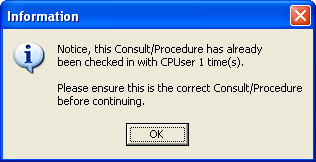 Information
Notice, this Consult/Procedure has already
been checked in with CPUser 1 time(s).
Please ensure this is the correct Consult/Procedure
before continuing.
OK